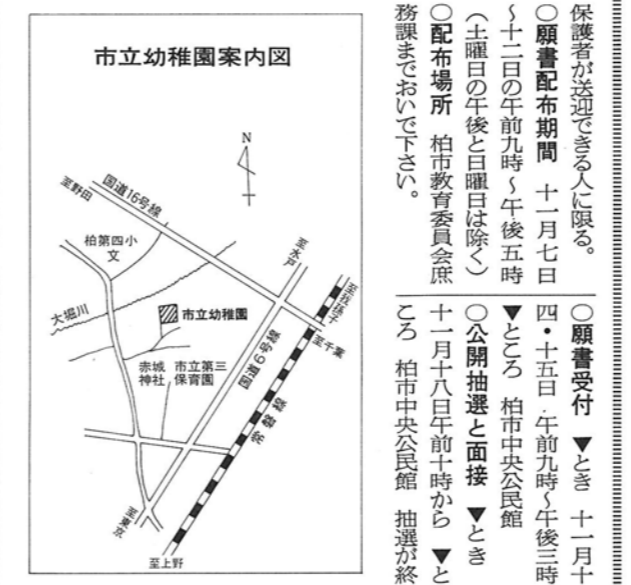 保護者が送迎できる人に限る。
○願書配布期間 十一月七日
～十二日の午前九時～午後五時
（土曜日の午後と日曜日は除く）
○配布場所 柏市教育委員会庶
務課までおいで下さい。
○願書受付 ▼とき 十一月十
四・十五日 午前九時～午後三時
▼ところ 柏市中央公民館
○公開抽選と面接 ▼とき
十一月十八日午前十時から ▼と
ころ 柏市中央公民館 抽選が終
市立幼稚園案内図
N
至野田
国道16号線
柏第四小
文
至水戸
至我孫子
大堀川
市立幼稚園
至千葉
国道6号線
赤城
神社
市立第三
保育園
常磐線
至東京
至上野